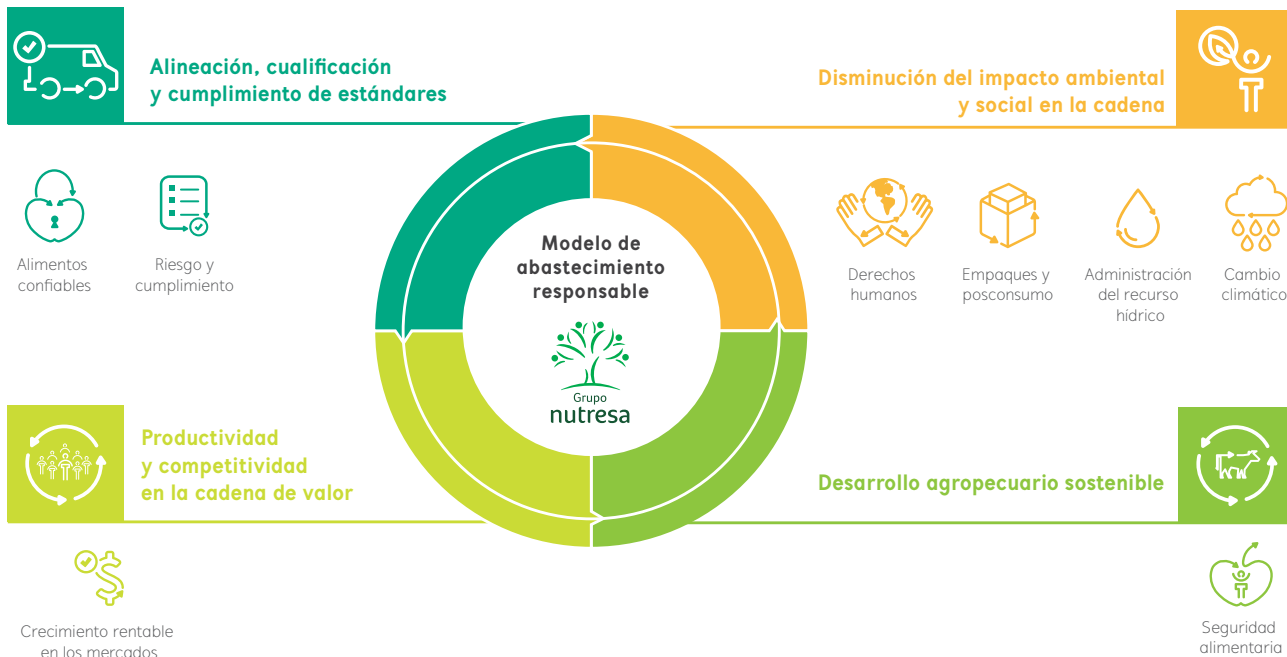 Alineación, cualificación
y cumplimiento de estándares
Disminución del impacto ambiental
y social en la cadena
Alimentos
confiables
Riesgo y
cumplimiento
Modelo de
abastecimiento
responsable
Grupo
nutresa
Derechos
humanos
Empaques y
posconsumo
Administración
del recurso
hídrico
Cambio
climático
Productividad
y competitividad
en la cadena de valor
Desarrollo agropecuario sostenible
Crecimiento rentable
en los mercados
Seguridad
alimentaria